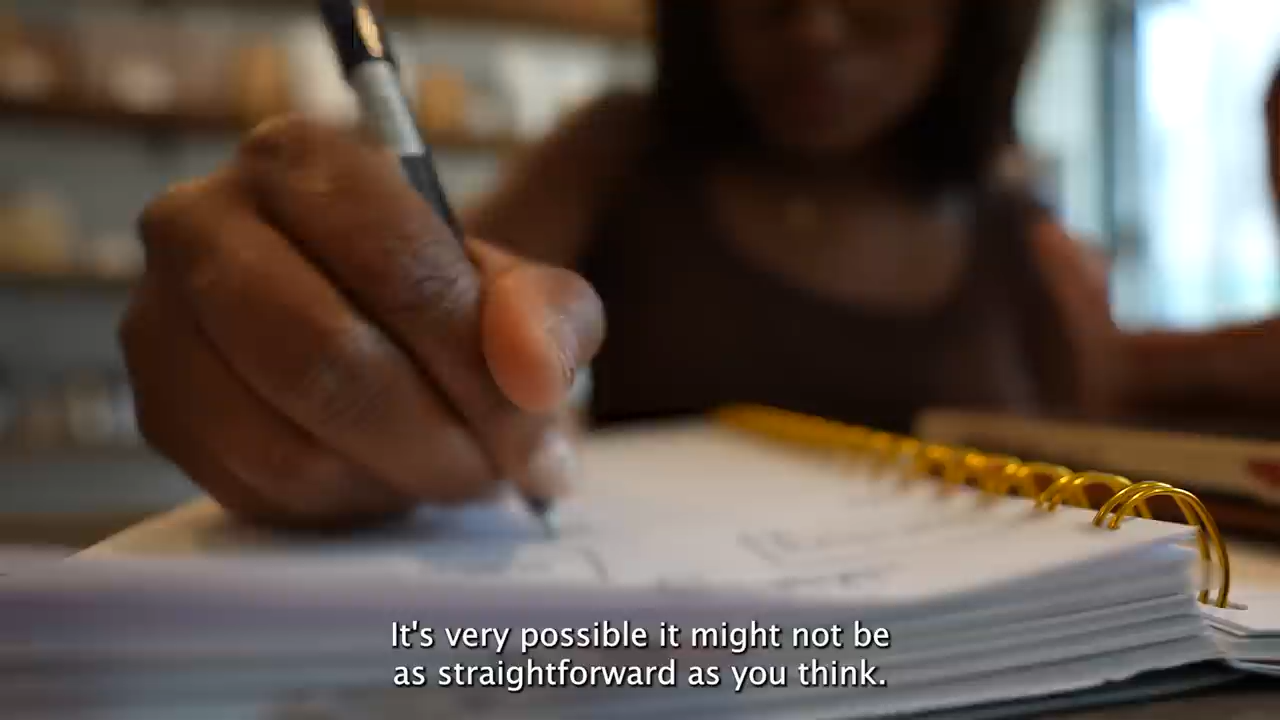 It's very possible it might not be
as straightforward as you think.